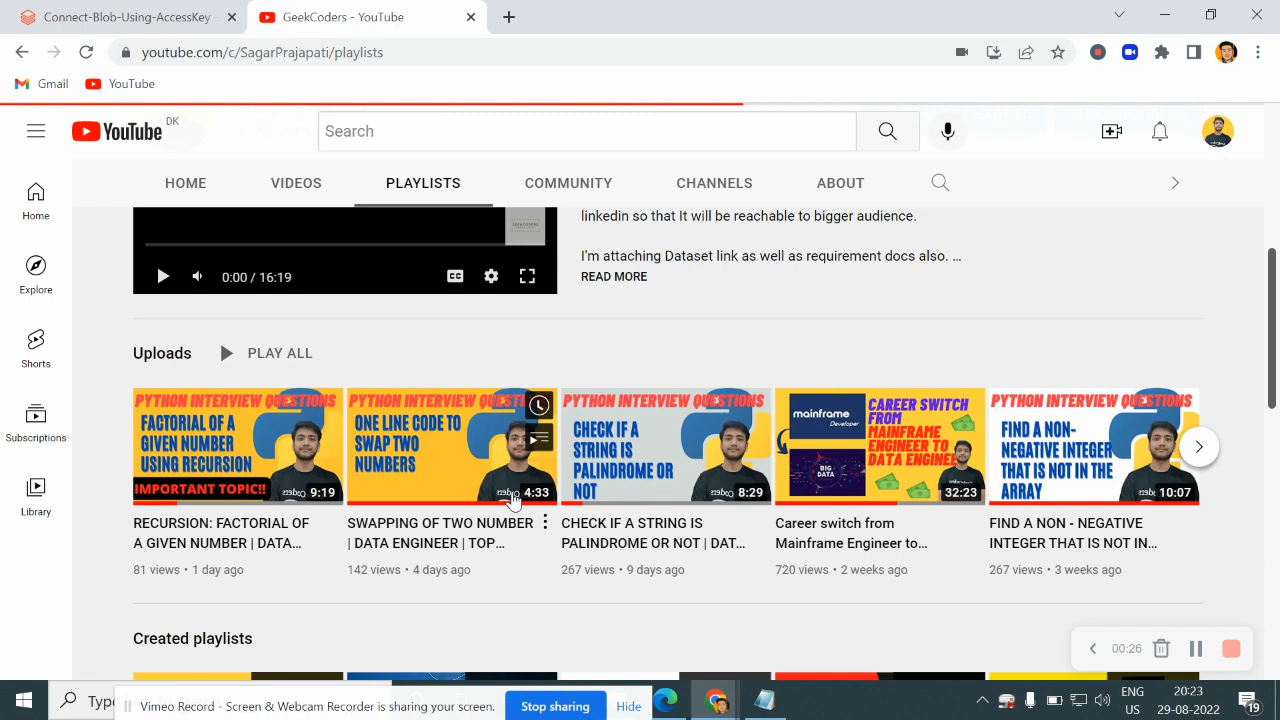 Connect-Blob-Using-AccessKey -
GeekCoders - YouTube
youtube.com/c/SagarPrajapati/playlists
Gmail
YouTube
YouTube
DK
Search
HOME
VIDEOS
PLAYLISTS
COMMUNITY
CHANNELS
ABOUT
Home
Explore
Shorts
Subscriptions
Library
0:00 / 16:19
CC
linkedin so that It will be reachable to bigger audience.
I'm attaching Dataset link as well as requirement docs also. ...
READ MORE
Uploads
PLAY ALL
PYTHON INTERVIEW QUESTIONS
FACTORIAL OF A
GIVEN NUMBER
USING RECURSION
IMPORTANT TOPIC!!
9:19
RECURSION: FACTORIAL OF
A GIVEN NUMBER | DATA...
81 views • 1 day ago
PYTHON INTERVIEW QUESTI
ONE LINE CODE TO
SWAP TWO
NUMBERS
4:33
SWAPPING OF TWO NUMBER
| DATA ENGINEER | TOP...
142 views • 4 days ago
PYTHON INTERVIEW QUESTIONS
CHECK IF A
STRING IS
PALINDROME OR
NOT
8:29
CHECK IF A STRING IS
PALINDROME OR NOT | DAT...
267 views • 9 days ago
mainframe
Developer
BIG
DATA
CAREER SWITCH
FROM
MAINFRAME
ENGINEER TO
DATA ENGINEE
32:23
Career switch from
Mainframe Engineer to...
720 views • 2 weeks ago
PYTHON INTERVIEW QUESTIONS
FIND A NON-
NEGATIVE INTEGER
THAT IS NOT IN THE
ARRAY
10:07
FIND A NON - NEGATIVE
INTEGER THAT IS NOT IN...
267 views • 3 weeks ago
Created playlists
00:26
Typ
Vimeo Record - Screen & Webcam Recorder is sharing your screen.
Stop sharing
Hide
ENG
US
20:23
29-08-2022
19